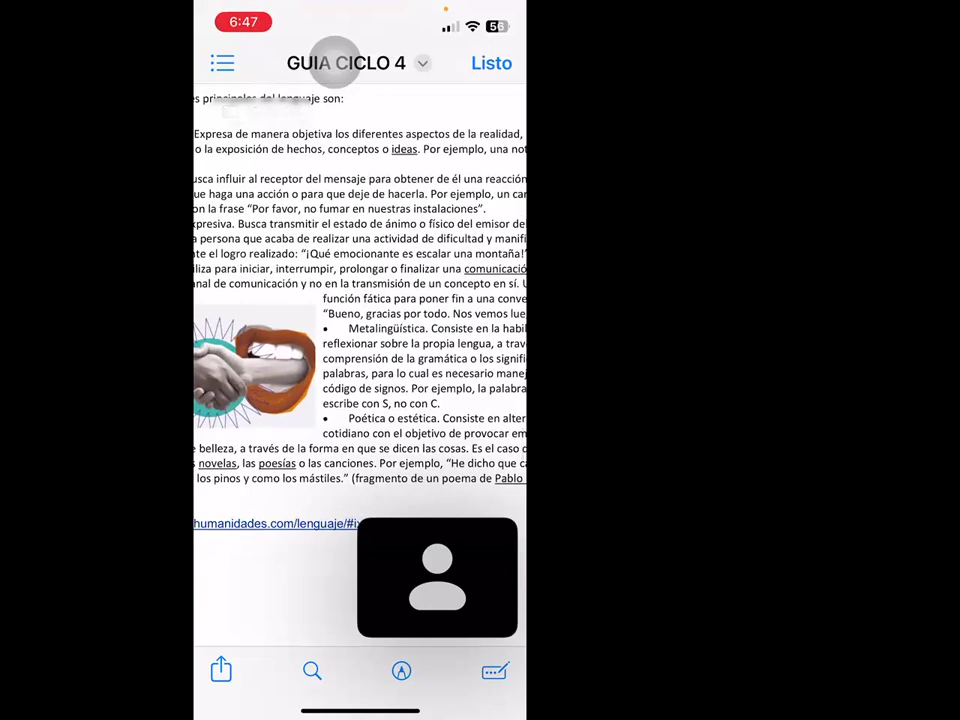 6:47
56
GUIA CICLO 4
Listo
es principales del lenguaje son:
Expresa de manera objetiva los diferentes aspectos de la realidad,
o la exposición de hechos, conceptos o ideas. Por ejemplo, una not
usca influir al receptor del mensaje para obtener de él una reacción
ue haga una acción o para que deje de hacerla. Por ejemplo, un car
on la frase “Por favor, no fumar en nuestras instalaciones”.
xpresiva. Busca transmitir el estado de ánimo o físico del emisor de
a persona que acaba de realizar una actividad de dificultad y manifi
nte el logro realizado: “¡Qué emocionante es escalar una montaña!”
iliza para iniciar, interrumpir, prolongar o finalizar una comunicació
anal de comunicación y no en la transmisión de un concepto en sí. U
función fática para poner fin a una conve
“Bueno, gracias por todo. Nos vemos lue
• Metalingüística. Consiste en la habil
reflexionar sobre la propia lengua, a trav
comprensión de la gramática o los signifi
palabras, para lo cual es necesario manej
código de signos. Por ejemplo, la palabra
escribe con S, no con C.
• Poética o estética. Consiste en alter
cotidiano con el objetivo de provocar em
e belleza, a través de la forma en que se dicen las cosas. Es el caso d
s novelas, las poesías o las canciones. Por ejemplo, “He dicho que ca
los pinos y como los mástiles.” (fragmento de un poema de Pablo
humanidades.com/lenguaje/#ix